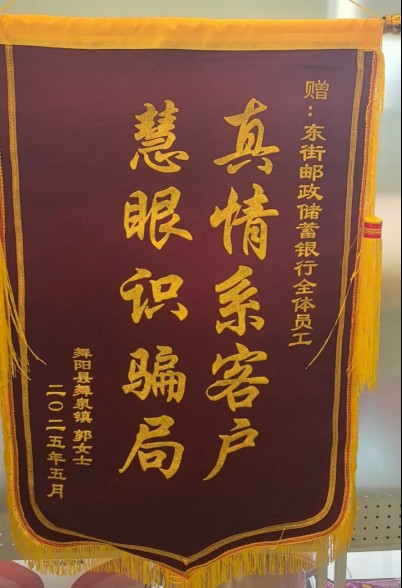 赠：东街邮政储蓄银行全体员工
真情系客户
慧眼识骗局
舞阳县舞泉镇 郭女士
二〇二五年五月